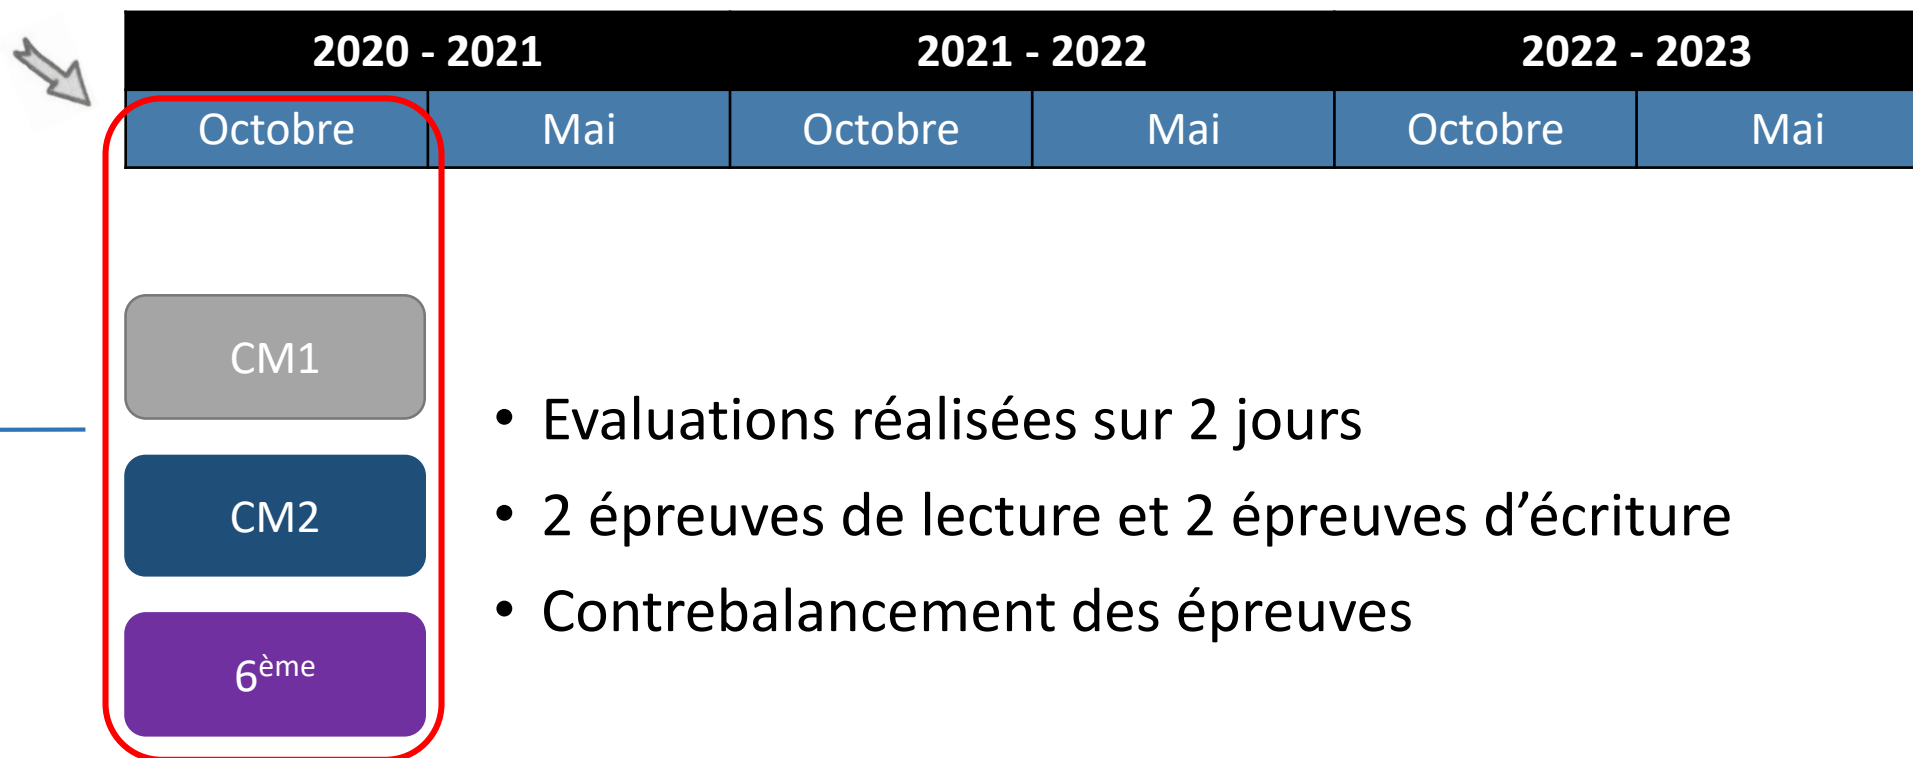 2020 - 2021 2021 - 2022 2022 - 2023
Octobre Mai Octobre Mai Octobre Mai
CM1
CM2
6ème
• Evaluations réalisées sur 2 jours
• 2 épreuves de lecture et 2 épreuves d’écriture
• Contrebalancement des épreuves